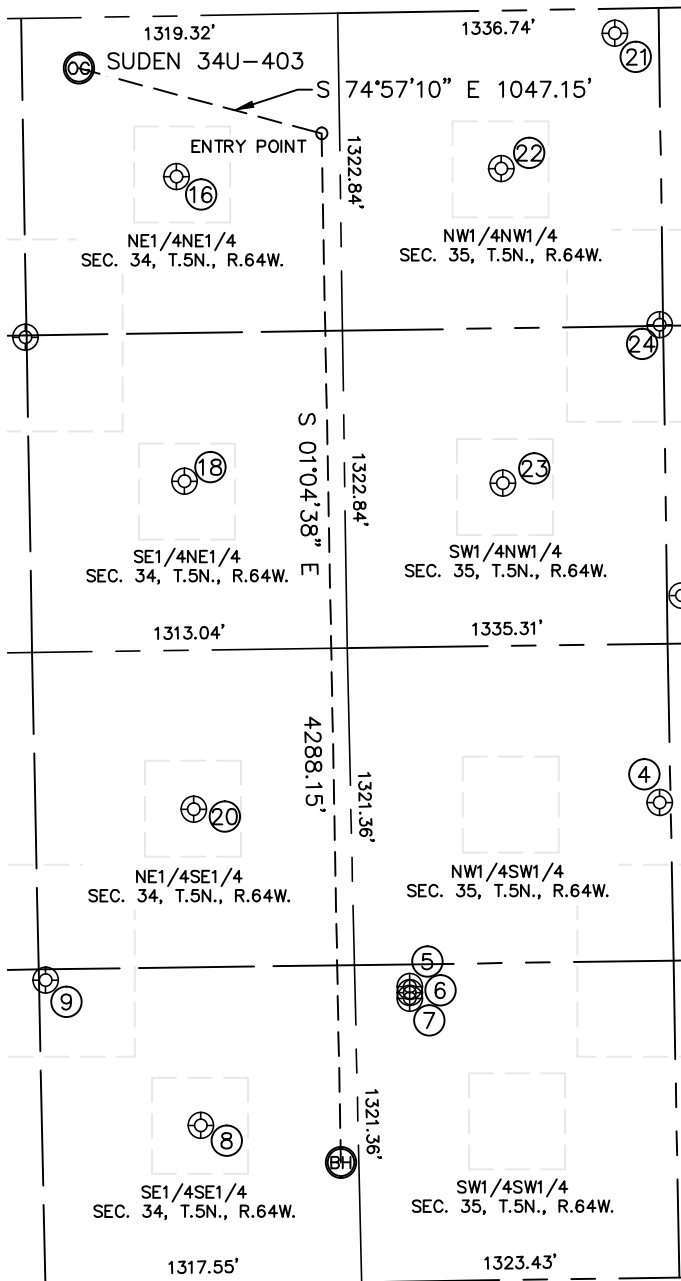 1319.32' 1336.74'
OG SUDEN 34U-403
21
S 74°57'10" E 1047.15'
ENTRY POINT
1322.84'
22
16
NE1/4NE1/4
SEC. 34, T.5N., R.64W.
NW1/4NW1/4
SEC. 35, T.5N., R.64W.
24
S 01°04'38" E
1322.84'
18
23
SE1/4NE1/4
SEC. 34, T.5N., R.64W.
SW1/4NW1/4
SEC. 35, T.5N., R.64W.
1313.04' 1335.31'
4288.15'
1321.36'
4
20
NE1/4SE1/4
SEC. 34, T.5N., R.64W.
NW1/4SW1/4
SEC. 35, T.5N., R.64W.
5
6
7
9
1321.36'
8
BH
SE1/4SE1/4
SEC. 34, T.5N., R.64W.
SW1/4SW1/4
SEC. 35, T.5N., R.64W.
1317.55' 1323.43'